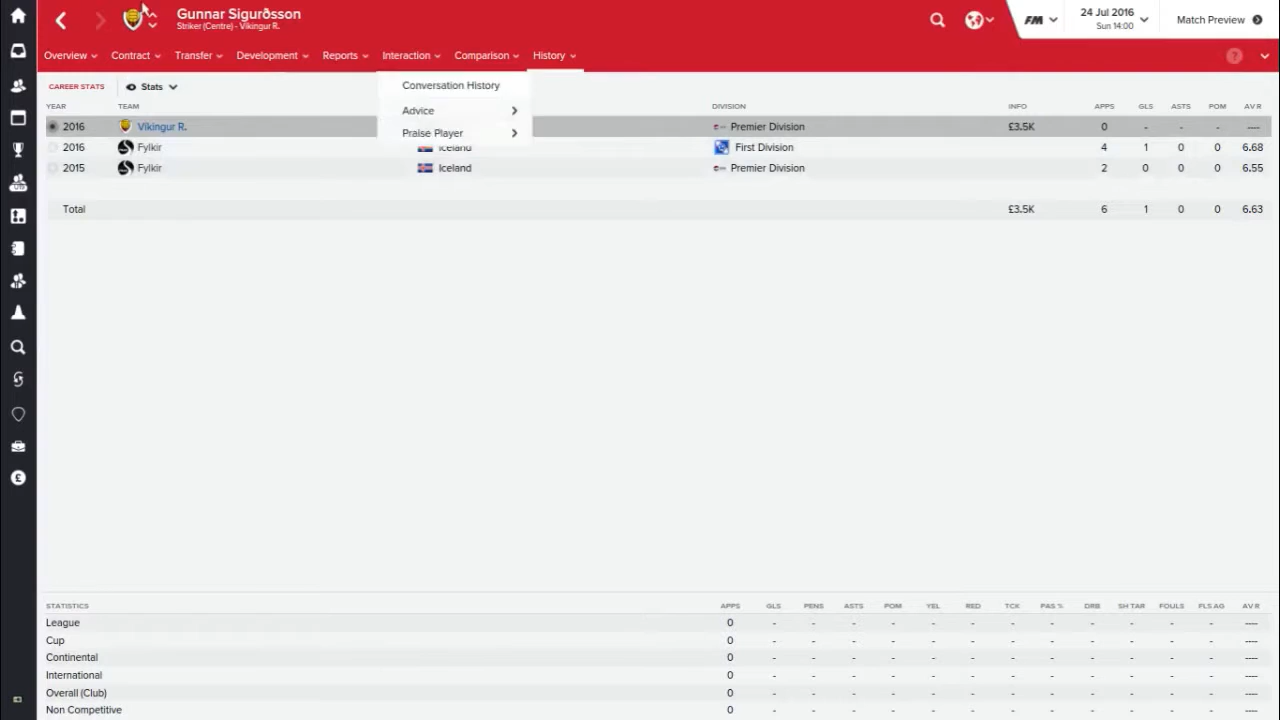 Gunnar Sigurðsson
Striker (Centre) - Víkingur R.
FM
24 Jul 2016
Sun 14:00
Match Preview
Overview Contract Transfer Development Reports Interaction Comparison History
?
CAREER STATS Stats
Conversation History
Advice
Praise Player
YEAR TEAM DIVISION INFO APPS GLS ASTS POM AV R
2016 Víkingur R. Premier Division £3.5K 0 - - - ----
2016 Fylkir Iceland First Division 4 1 0 0 6.68
2015 Fylkir Iceland Premier Division 2 0 0 0 6.55
Total £3.5K 6 1 0 0 6.63
STATISTICS APPS GLS PENS ASTS POM YEL RED TCK PAS % DRB SH TAR FOULS FLS AG AV R
League 0 - - - - - - - - - - - - ----
Cup 0 - - - - - - - - - - - - ----
Continental 0 - - - - - - - - - - - - ----
International 0 - - - - - - - - - - - - ----
Overall (Club) 0 - - - - - - - - - - - - ----
Non Competitive 0 - - - - - - - - - - - - ----